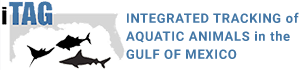 iTAG
INTEGRATED TRACKING of
AQUATIC ANIMALS in the
GULF OF MEXICO